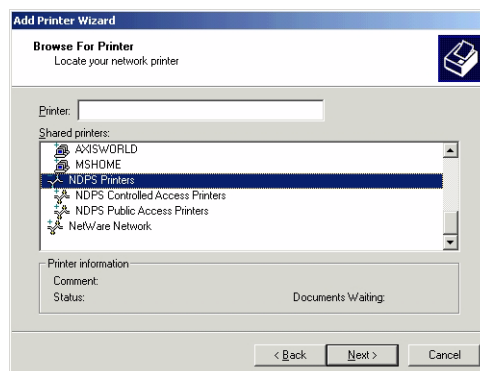 Add Printer Wizard
Browse For Printer
Locate your network printer
Printer:
Shared printers:
AXISWORLD
MSHOME
NDPS Printers
NDPS Controlled Access Printers
NDPS Public Access Printers
NetWare Network
Printer information
Comment:
Status: Documents Waiting:
< Back Next > Cancel